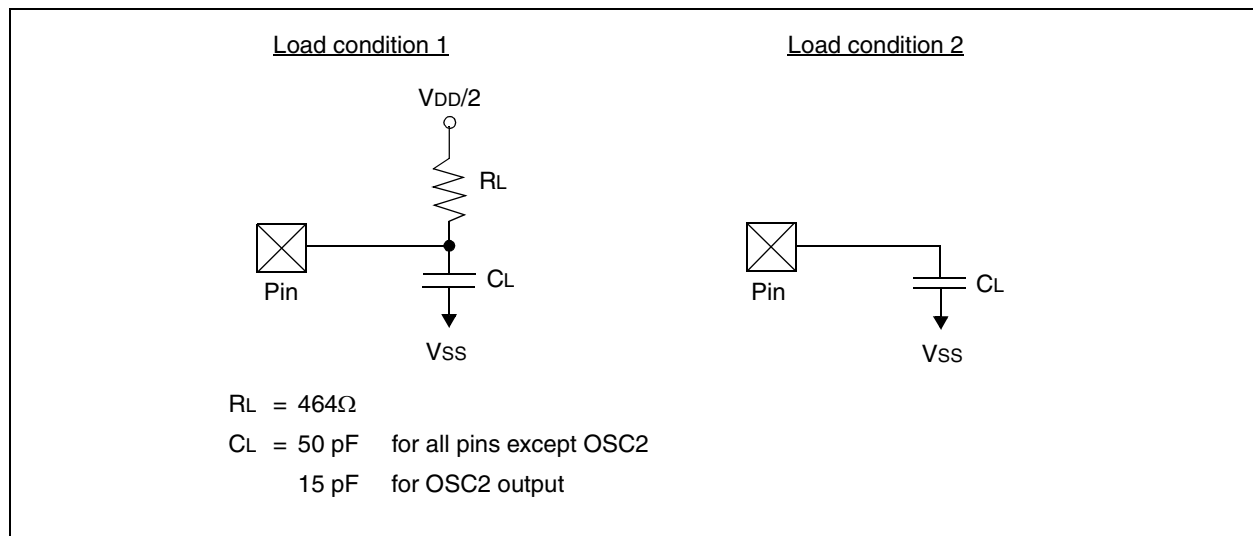 Load condition 1
Load condition 2
VDD/2
RL
Pin
CL
VSS
Pin
CL
VSS
RL = 464Ω
CL = 50 pF for all pins except OSC2
15 pF for OSC2 output